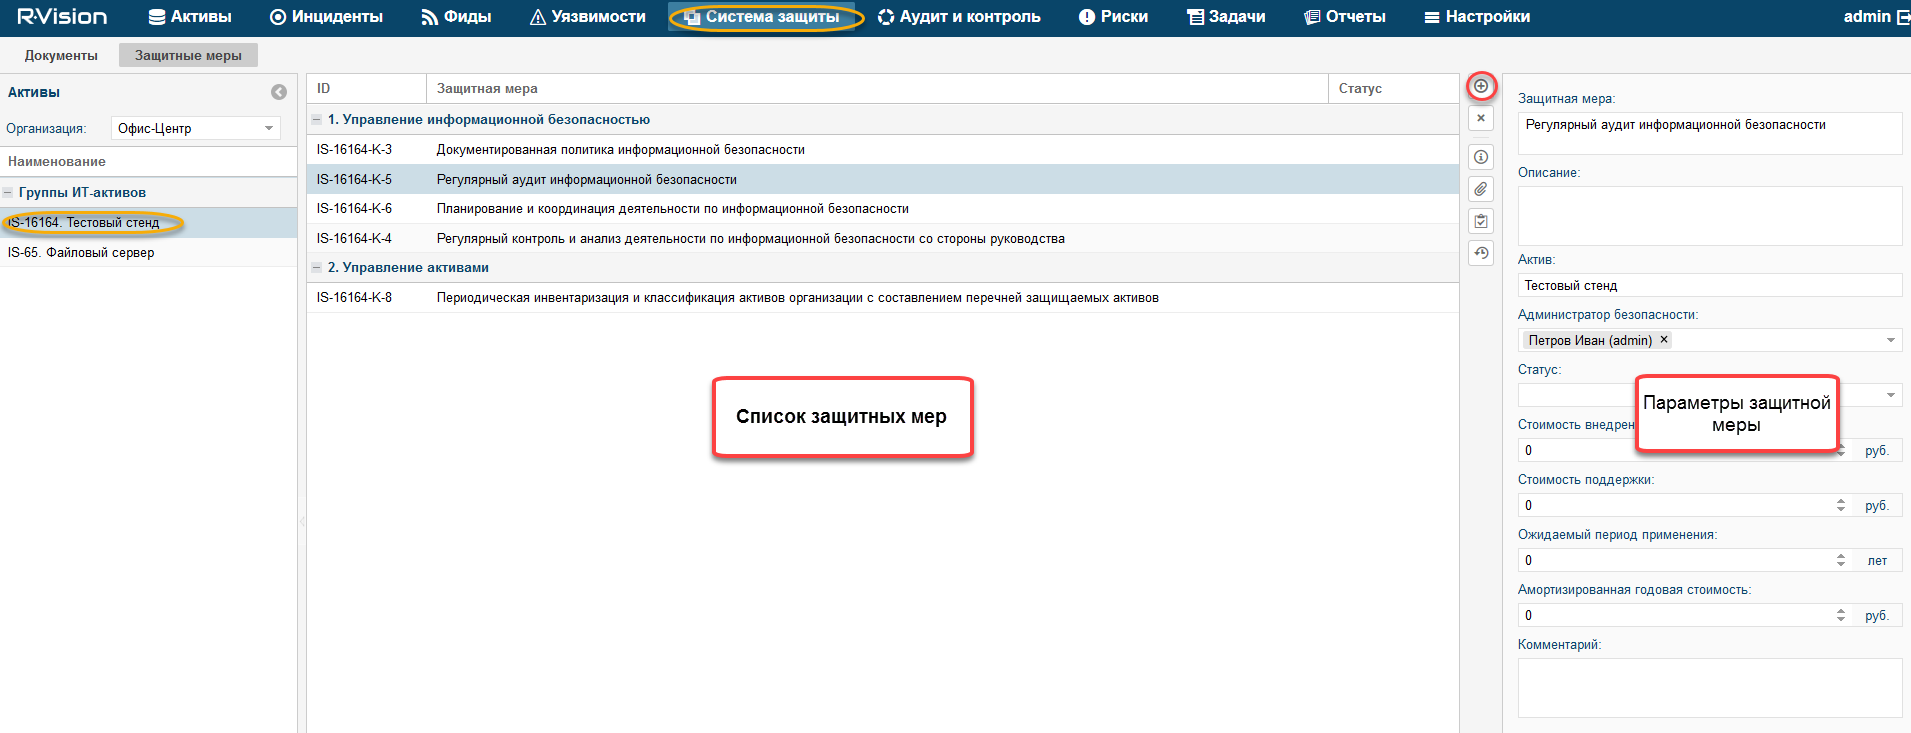 R·Vision Активы Инциденты Фиды Уязвимости Система защиты Аудит и контроль Риски Задачи Отчеты Настройки admin
Документы Защитные меры
Активы
Организация: Офис-Центр
Наименование
Группы ИТ-активов
IS-16164. Тестовый стенд
IS-65. Файловый сервер
ID Защитная мера Статус
1. Управление информационной безопасностью
IS-16164-K-3 Документированная политика информационной безопасности
IS-16164-K-5 Регулярный аудит информационной безопасности
IS-16164-K-6 Планирование и координация деятельности по информационной безопасности
IS-16164-K-4 Регулярный контроль и анализ деятельности по информационной безопасности со стороны руководства
2. Управление активами
IS-16164-K-8 Периодическая инвентаризация и классификация активов организации с составлением перечней защищаемых активов
Список защитных мер
Защитная мера:
Регулярный аудит информационной безопасности
Описание:
Актив:
Тестовый стенд
Администратор безопасности:
Петров Иван (admin) ×
Статус:
Параметры защитной
меры
Стоимость внедрен
0 руб.
Стоимость поддержки:
0 руб.
Ожидаемый период применения:
0 лет
Амортизированная годовая стоимость:
0 руб.
Комментарий: